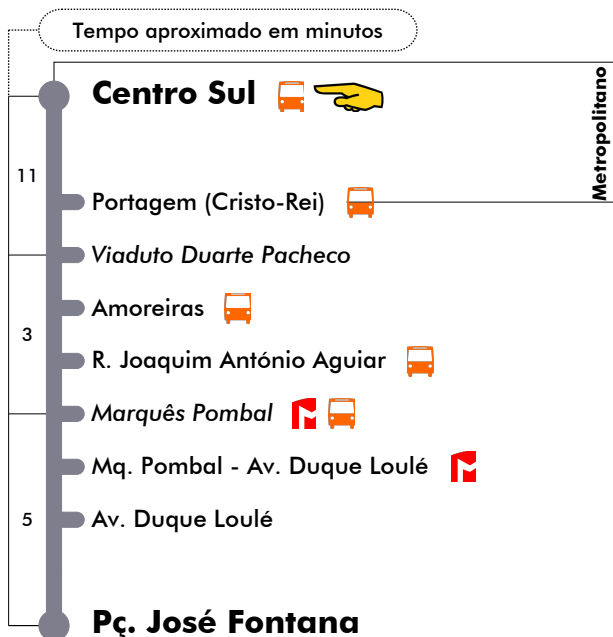 Tempo aproximado em minutos
Centro Sul
Metropolitano
11
Portagem (Cristo-Rei)
Viaduto Duarte Pacheco
Amoreiras
3
R. Joaquim António Aguiar
Marquês Pombal
Mq. Pombal - Av. Duque Loulé
5
Av. Duque Loulé
Pç. José Fontana